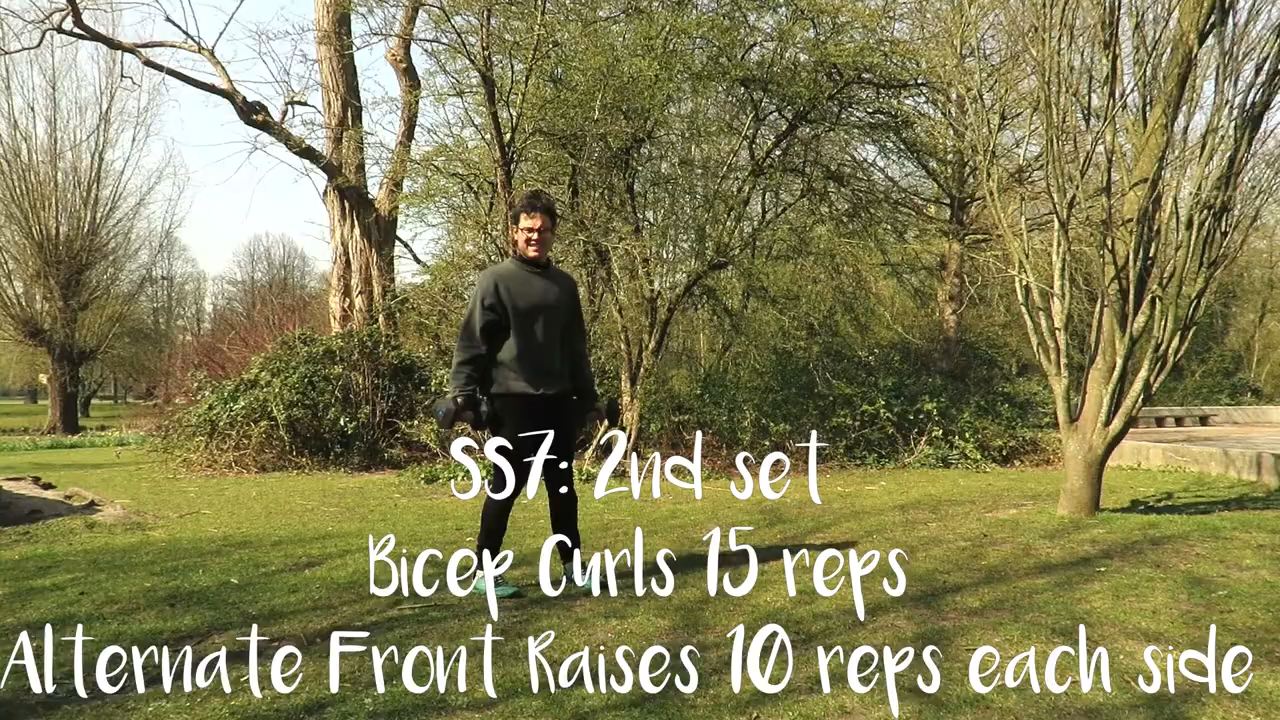 SS7: 2nd set
Bicep Curls 15 reps
Alternate Front Raises 10 reps each side